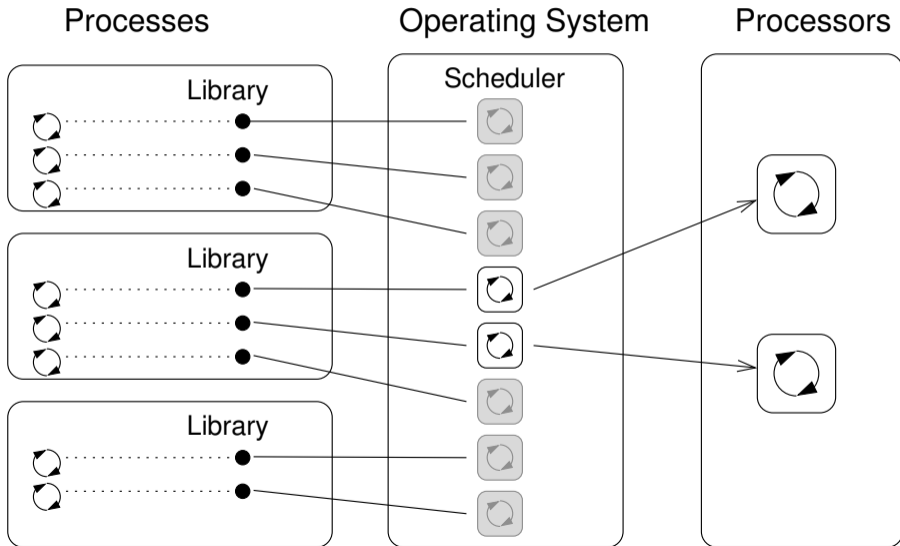 Processes
Operating System
Processors
Library
Scheduler
Library
Library